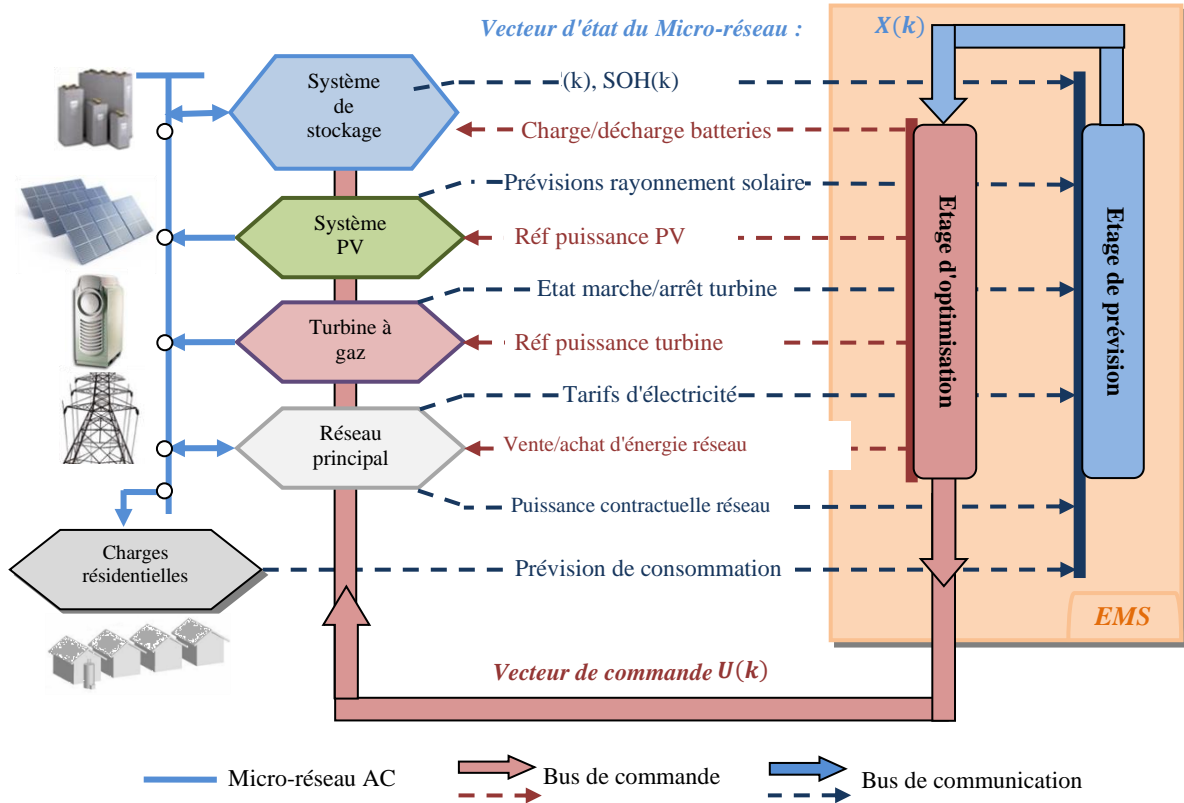 Vecteur d'état du Micro-réseau : X(k)
Système
de
stockage
(k), SOH(k)
Charge/décharge batteries
Prévisions rayonnement solaire
Système
PV
Réf puissance PV
Etat marche/arrêt turbine
Turbine à
gaz
Réf puissance turbine
Tarifs d'électricité
Réseau
principal
Vente/achat d'énergie réseau
Puissance contractuelle réseau
Charges
résidentielles
Prévision de consommation
Etage d'optimisation
Etage de prévision
EMS
Vecteur de commande U(k)
Micro-réseau AC
Bus de commande
Bus de communication